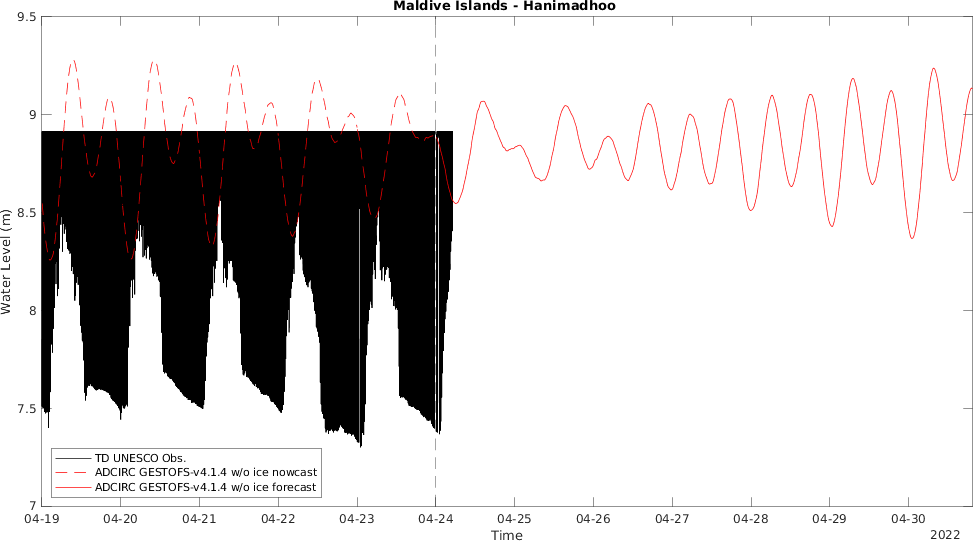 Maldive Islands - Hanimadhoo
Water Level (m)
9.5
9
8.5
8
7.5
7
TD UNESCO Obs.
ADCIRC GESTOFS-v4.1.4 w/o ice nowcast
ADCIRC GESTOFS-v4.1.4 w/o ice forecast
04-19 04-20 04-21 04-22 04-23 04-24 04-25 04-26 04-27 04-28 04-29 04-30
Time
2022